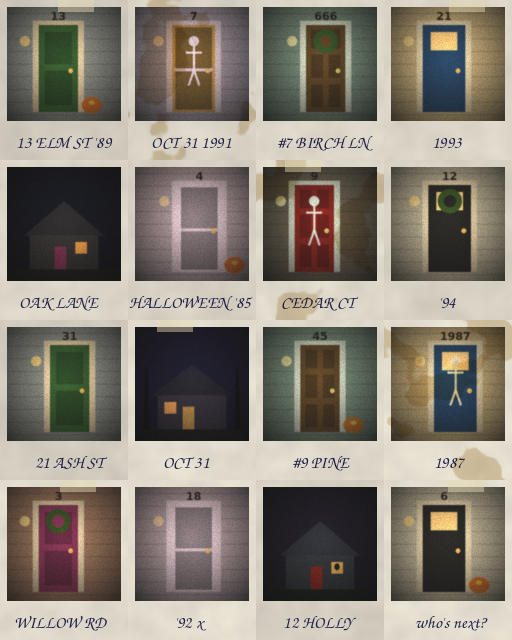 13
7
666
21
13 ELM ST '89
OCT 31 1991
#7 BIRCH LN
1993
4
9
12
OAK LANE
HALLOWEEN '85
CEDAR CT
'94
31
45
1987
21 ASH ST
OCT 31
#9 PINE
1987
3
18
6
WILLOW RD
'92 x
12 HOLLY
who's next?